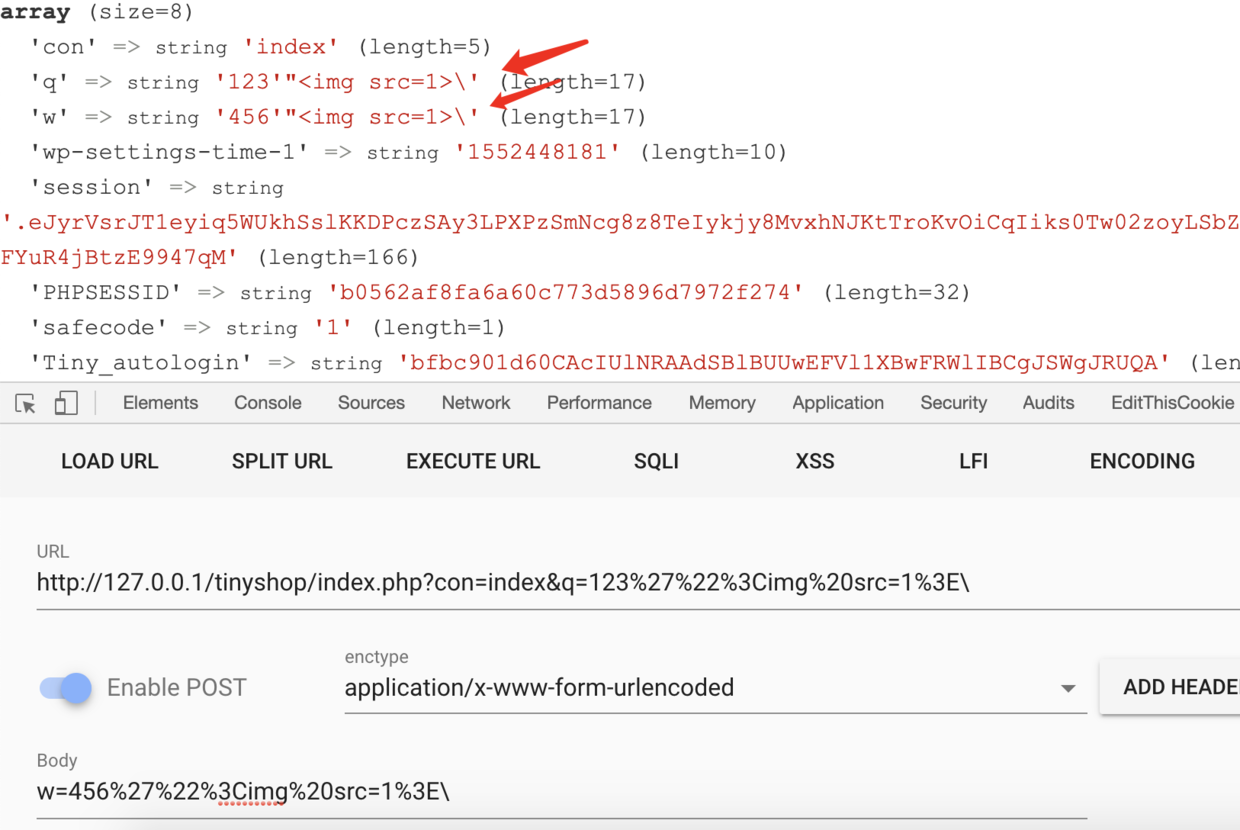 array (size=8)
'con' => string 'index' (length=5)
'q' => string '123'"<img src=1>\' (length=17)
'w' => string '456'"<img src=1>\' (length=17)
'wp-settings-time-1' => string '1552448181' (length=10)
'session' => string
'.eJyrVsrJT1eyiq5WUkhSslKKDPczSAy3LPXPzSmNcg8z8TeIykjy8MvxhNJKtTroKvOiCqIiks0Tw02zoyLSbZ
FYuR4jBtzE9947qM' (length=166)
'PHPSESSID' => string 'b0562af8fa6a60c773d5896d7972f274' (length=32)
'safecode' => string '1' (length=1)
'Tiny_autologin' => string 'bfbc901d60CAcIUlNRAAdSBlBUUwEFVl1XBwFRWlIBCgJSWgJRUQA' (len
Elements Console Sources Network Performance Memory Application Security Audits EditThisCookie
LOAD URL SPLIT URL EXECUTE URL SQLI XSS LFI ENCODING
URL
http://127.0.0.1/tinyshop/index.php?con=index&q=123%27%22%3Cimg%20src=1%3E\
enctype
Enable POST application/x-www-form-urlencoded ADD HEADE
Body
w=456%27%22%3Cimg%20src=1%3E\